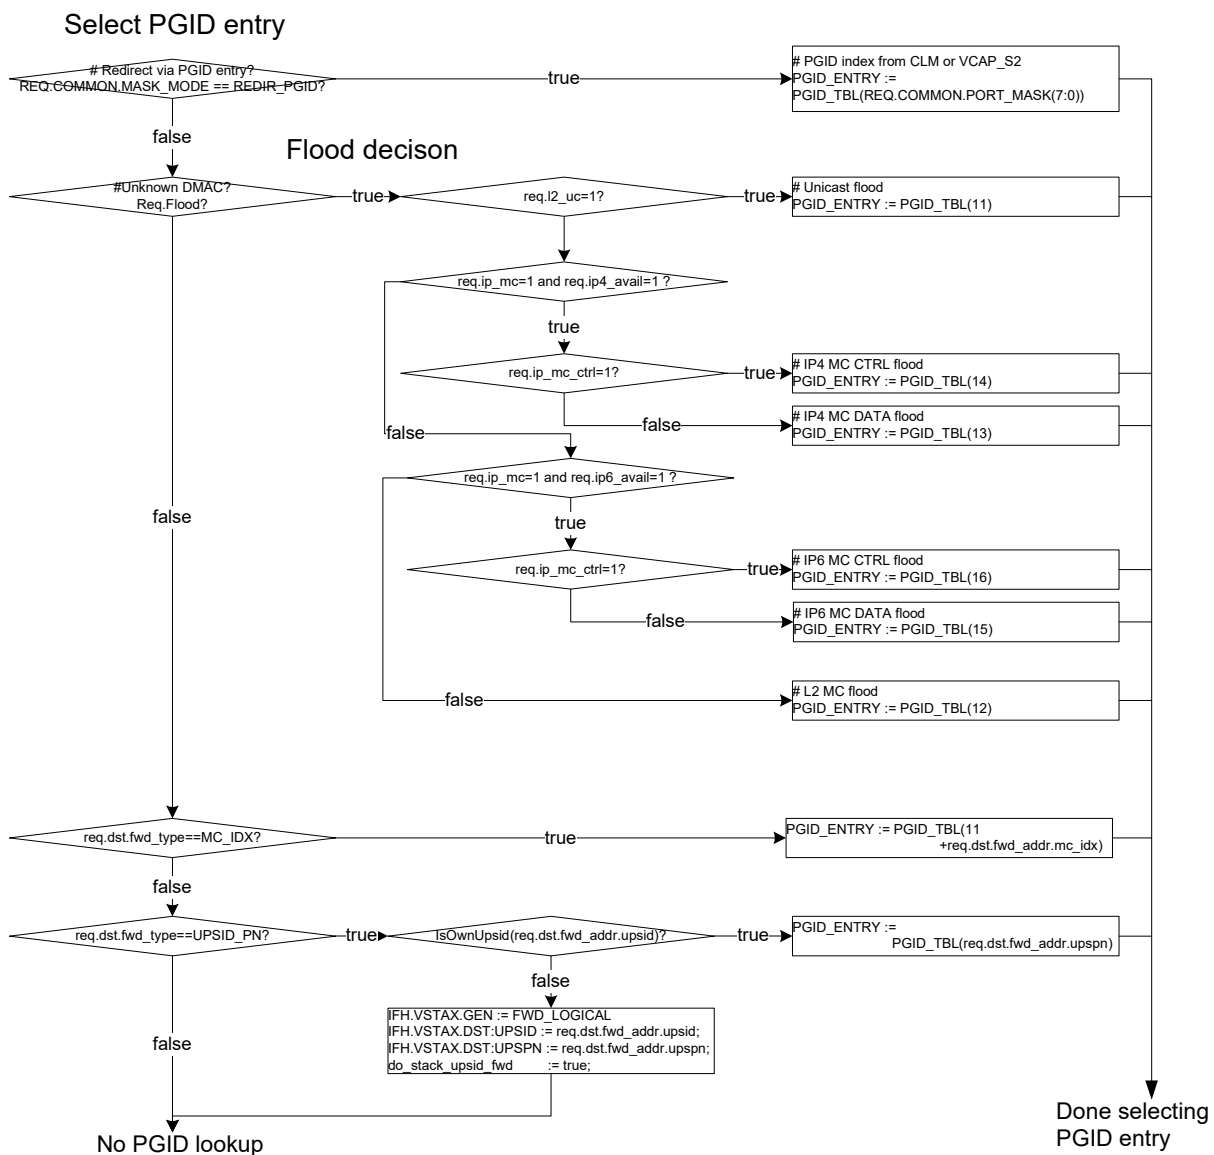 Select PGID entry
# Redirect via PGID entry?
REQ.COMMON.MASK_MODE == REDIR_PGID?
true
# PGID index from CLM or VCAP_S2
PGID_ENTRY :=
PGID_TBL(REQ.COMMON.PORT_MASK(7:0))
false
Flood decison
#Unknown DMAC?
Req.Flood?
true
req.l2_uc=1?
true
# Unicast flood
PGID_ENTRY := PGID_TBL(11)
req.ip_mc=1 and req.ip4_avail=1 ?
true
req.ip_mc_ctrl=1?
true
# IP4 MC CTRL flood
PGID_ENTRY := PGID_TBL(14)
false
# IP4 MC DATA flood
PGID_ENTRY := PGID_TBL(13)
false
req.ip_mc=1 and req.ip6_avail=1 ?
false
true
req.ip_mc_ctrl=1?
true
# IP6 MC CTRL flood
PGID_ENTRY := PGID_TBL(16)
false
# IP6 MC DATA flood
PGID_ENTRY := PGID_TBL(15)
false
# L2 MC flood
PGID_ENTRY := PGID_TBL(12)
req.dst.fwd_type==MC_IDX?
true
PGID_ENTRY := PGID_TBL(11
+req.dst.fwd_addr.mc_idx)
false
req.dst.fwd_type==UPSID_PN?
true
IsOwnUpsid(req.dst.fwd_addr.upsid)?
true
PGID_ENTRY :=
PGID_TBL(req.dst.fwd_addr.upspn)
false
IFH.VSTAX.GEN := FWD_LOGICAL
IFH.VSTAX.DST:UPSID := req.dst.fwd_addr.upsid;
IFH.VSTAX.DST:UPSPN := req.dst.fwd_addr.upspn;
do_stack_upsid_fwd := true;
false
No PGID lookup
Done selecting
PGID entry